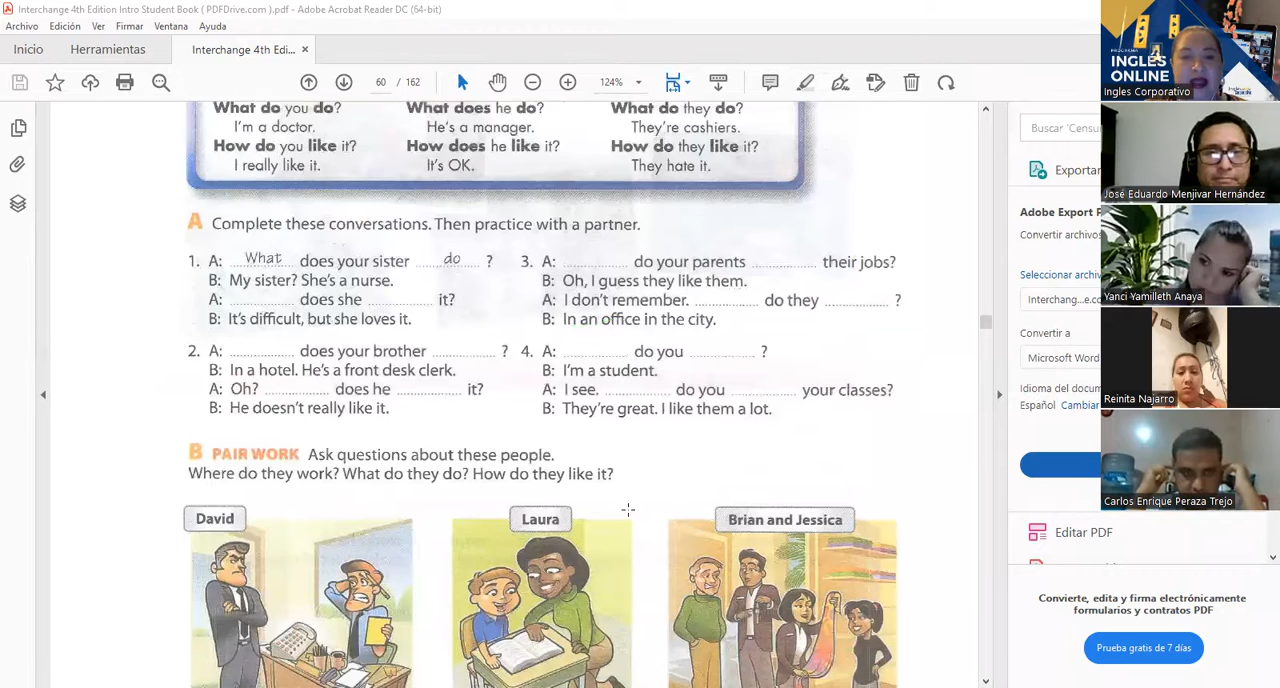 Interchange 4th Edition Intro Student Book ( PDFDrive.com ).pdf - Adobe Acrobat Reader DC (64-bit)
Archivo Edición Ver Firmar Ventana Ayuda
Inicio Herramientas Interchange 4th Edi... ×
60 / 162 124%
What do you do? What does he do? What do they do?
I'm a doctor. He's a manager. They're cashiers.
How do you like it? How does he like it? How do they like it?
I really like it. It's OK. They hate it.
A Complete these conversations. Then practice with a partner.
1. A: What does your sister do ?
B: My sister? She's a nurse.
A: ............ does she ............ it?
B: It's difficult, but she loves it.
2. A: ............ does your brother ............ ?
B: In a hotel. He's a front desk clerk.
A: Oh? ............ does he ............ it?
B: He doesn't really like it.
3. A: ............ do your parents ............ their jobs?
B: Oh, I guess they like them.
A: I don't remember. ............ do they ............ ?
B: In an office in the city.
4. A: ............ do you ............ ?
B: I'm a student.
A: I see. ............ do you ............ your classes?
B: They're great. I like them a lot.
B PAIR WORK Ask questions about these people.
Where do they work? What do they do? How do they like it?
David
Laura
Brian and Jessica
Buscar 'Censu
Exportar
Adobe Export P
Convertir archivos
Seleccionar archiv
Interchang...e.co
Convertir a
Microsoft Word
Idioma del docum
Español Cambiar
Editar PDF
Convierte, edita y firma electrónicamente
formularios y contratos PDF
Prueba gratis de 7 días
INGLES
ONLINE
Ingles Corporativo
José Eduardo Menjivar Hernández
Yanci Yamilleth Anaya
Reinita Najarro
Carlos Enrique Peraza Trejo